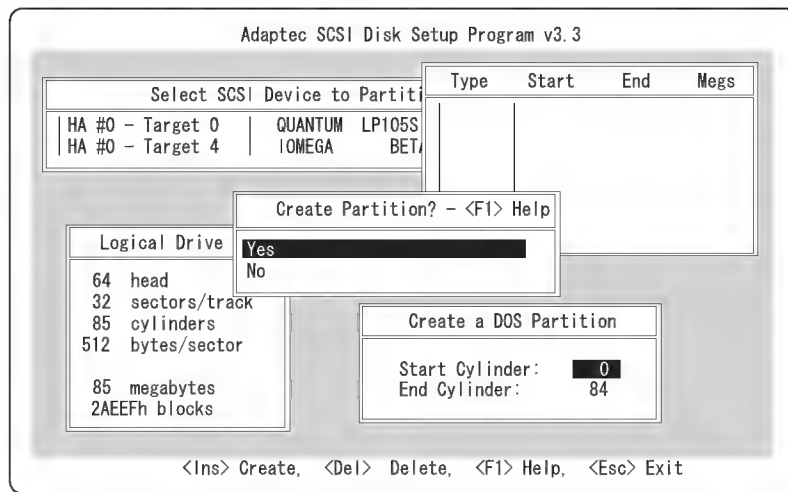 Adaptec SCSI Disk Setup Program v3.3
Select SCSI Device to Partiti
HA #0 - Target 0 QUANTUM LP105S
HA #0 - Target 4 IOMEGA BETA
Type Start End Megs
Create Partition? - <F1> Help
Yes
No
Logical Drive
64 head
32 sectors/track
85 cylinders
512 bytes/sector
85 megabytes
2AEEFh blocks
Create a DOS Partition
Start Cylinder: 0
End Cylinder: 84
<Ins> Create, <Del> Delete, <F1> Help, <Esc> Exit